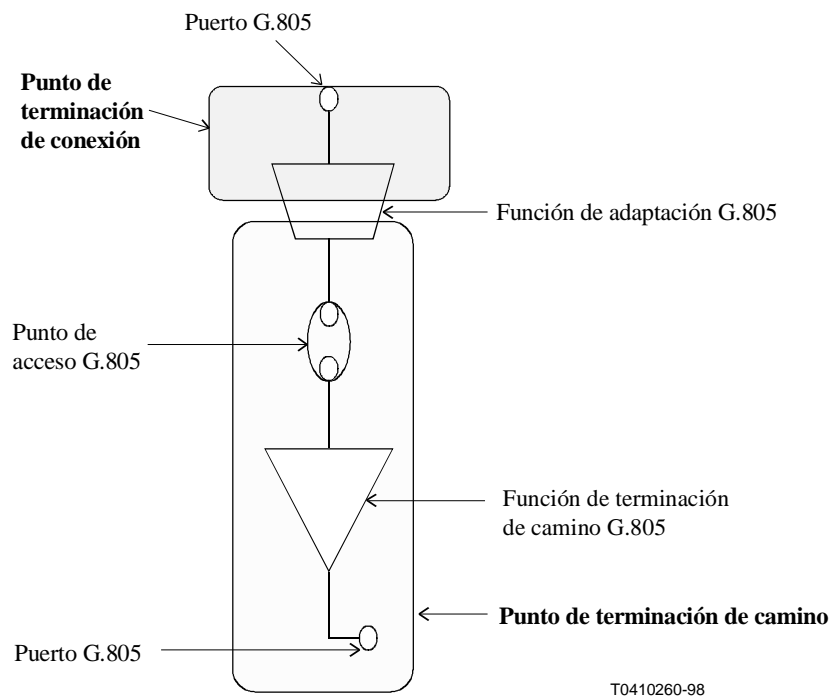 Puerto G.805
Punto de
terminación
de conexión
Función de adaptación G.805
Punto de
acceso G.805
Función de terminación
de camino G.805
Punto de terminación de camino
Puerto G.805
T0410260-98